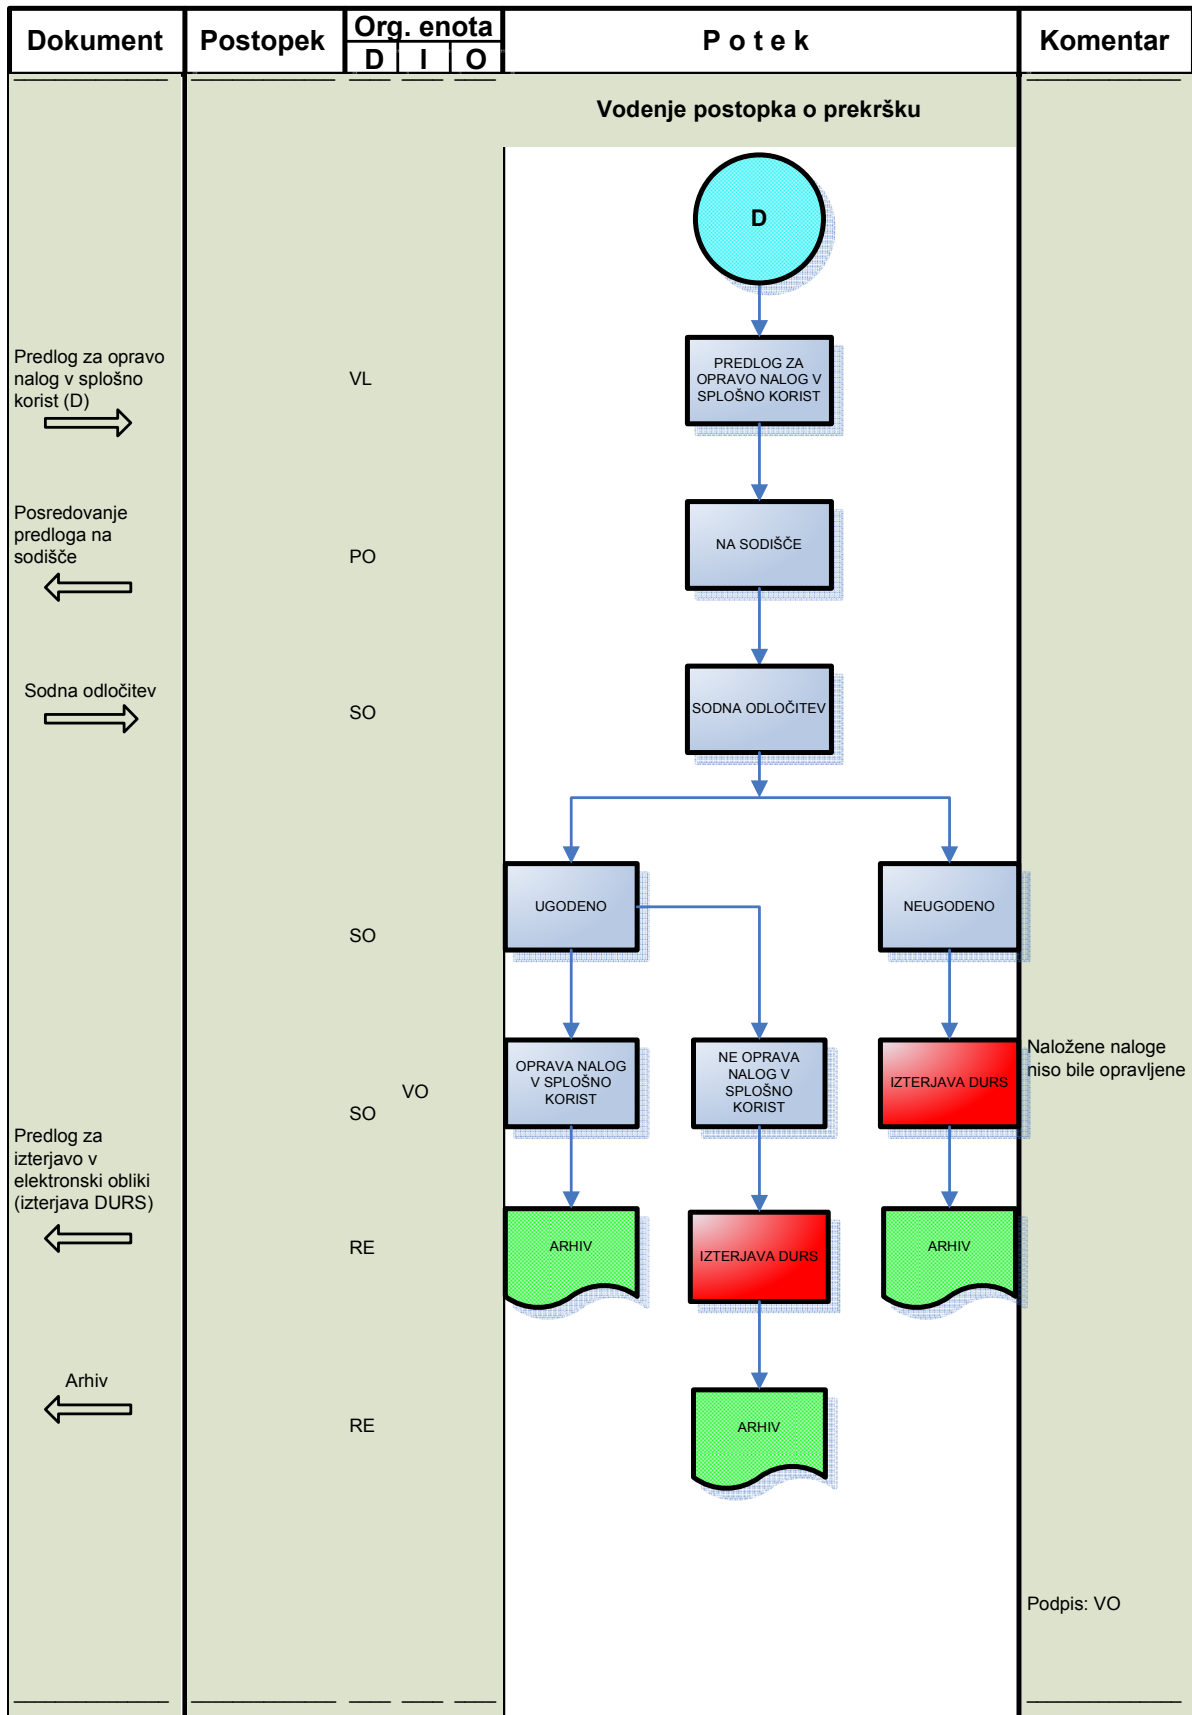 Dokument
Postopek
Org. enota
D
I
O
P o t e k
Komentar
Vodenje postopka o prekršku
D
Predlog za opravo
nalog v splošno
korist (D)
VL
PREDLOG ZA
OPRAVO NALOG V
SPLOŠNO KORIST
Posredovanje
predloga na
sodišče
PO
NA SODIŠČE
Sodna odločitev
SO
SODNA ODLOČITEV
UGODENO
NEUGODENO
SO
OPRAVA NALOG
V SPLOŠNO
KORIST
NE OPRAVA
NALOG V
SPLOŠNO
KORIST
IZTERJAVA DURS
Naložene naloge
niso bile opravljene
VO
SO
Predlog za
izterjavo v
elektronski obliki
(izterjava DURS)
RE
ARHIV
IZTERJAVA DURS
ARHIV
Arhiv
RE
ARHIV
Podpis: VO